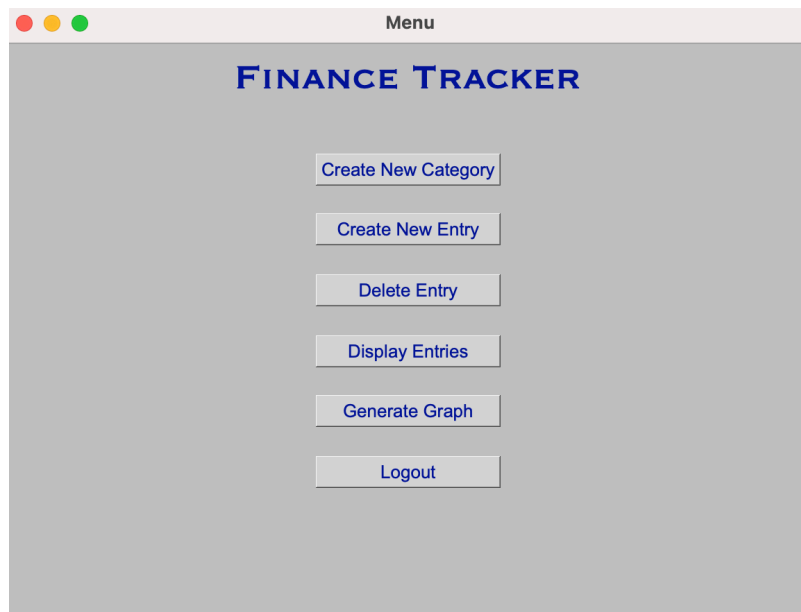 Menu
Finance Tracker
Create New Category
Create New Entry
Delete Entry
Display Entries
Generate Graph
Logout